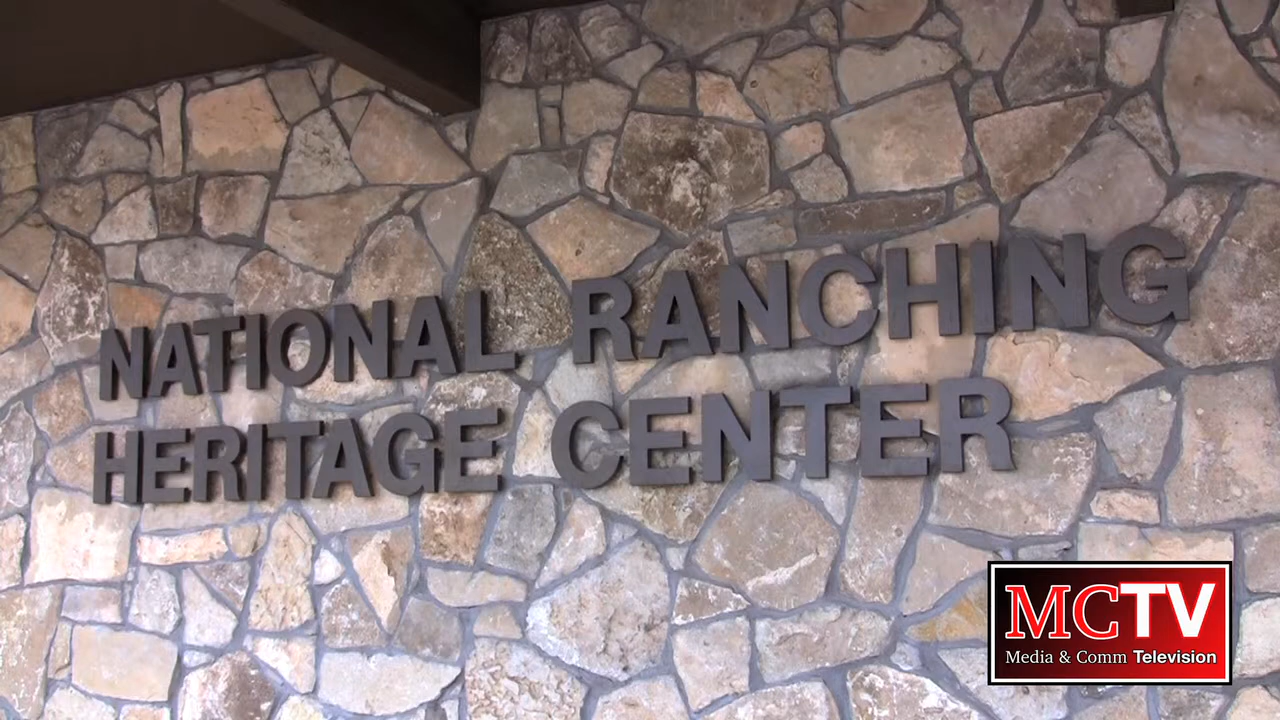 NATIONAL RANCHING
HERITAGE CENTER
MCTV
Media & Comm Television